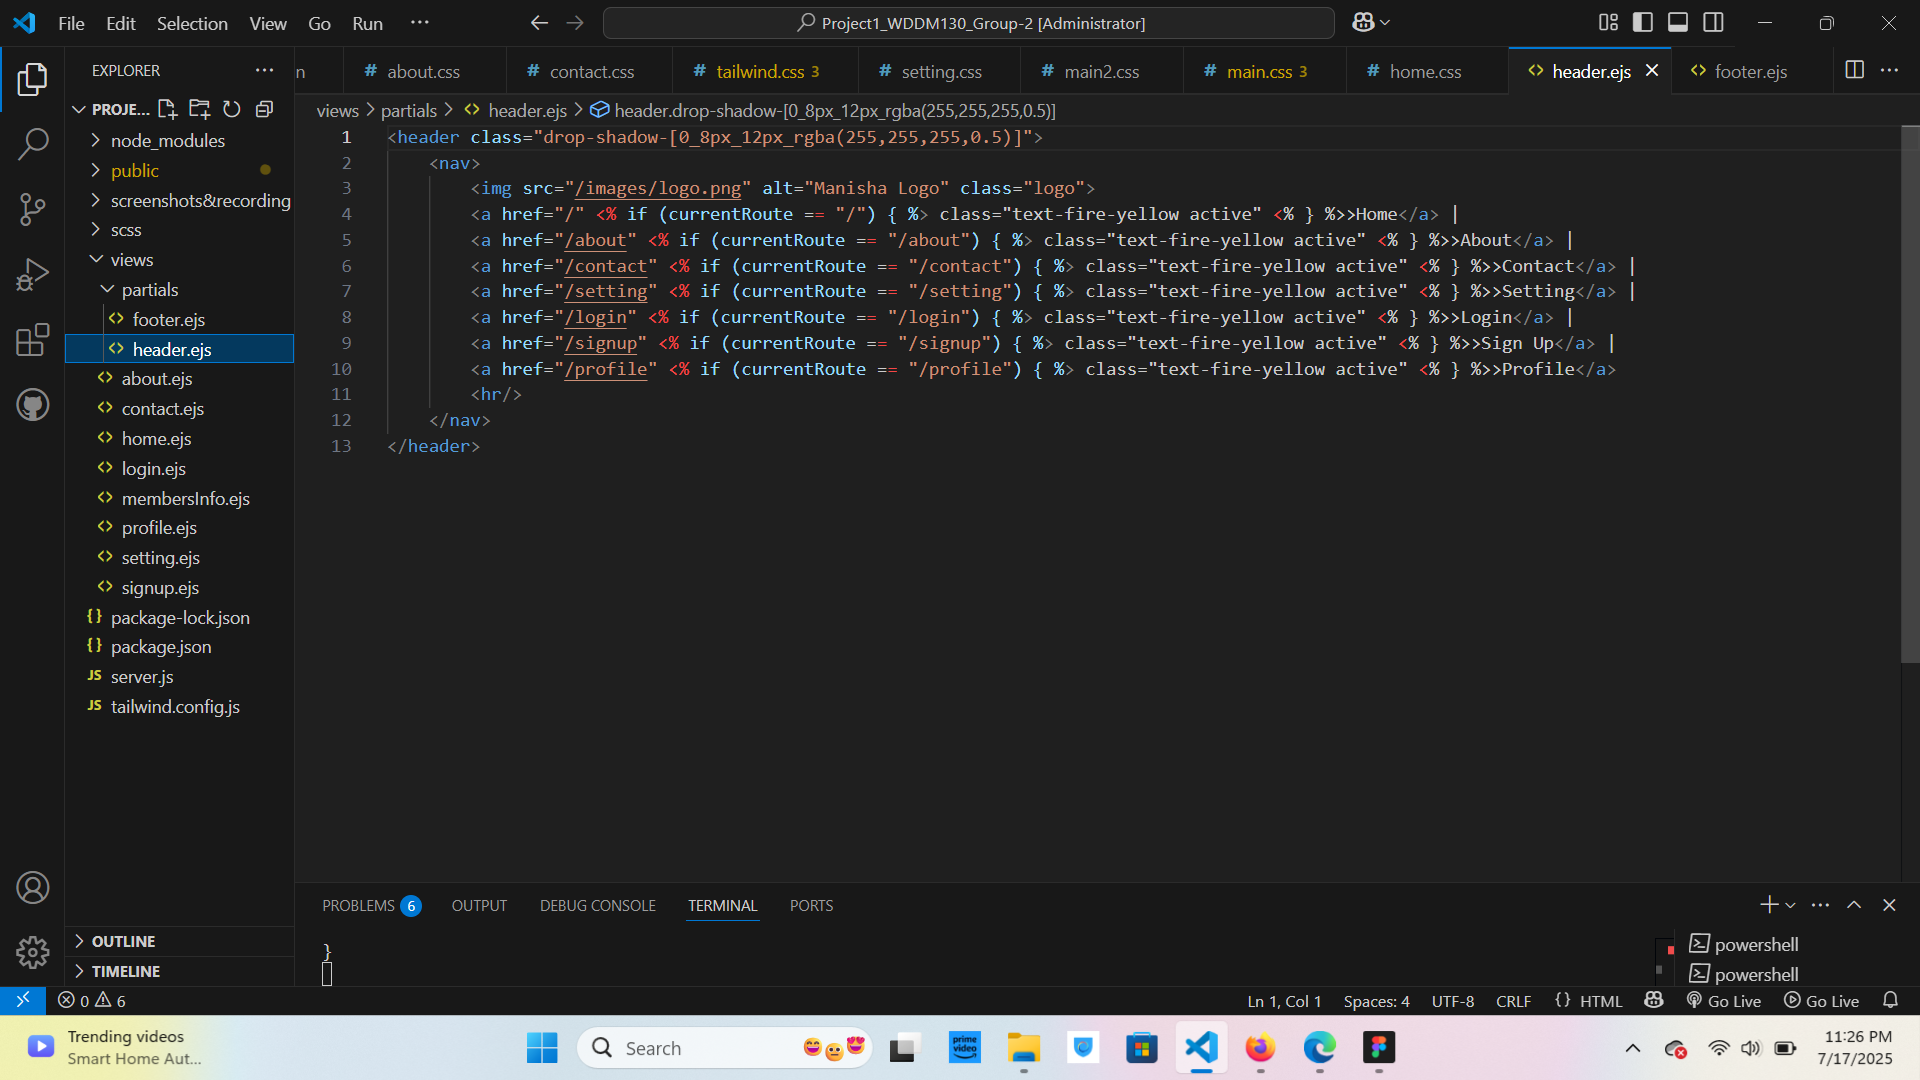 File Edit Selection View Go Run ···
Project1_WDDM130_Group-2 [Administrator]
EXPLORER
n
# about.css
# contact.css
# tailwind.css 3
# setting.css
# main2.css
# main.css 3
# home.css
<> header.ejs
<> footer.ejs
views > partials > <> header.ejs > header.drop-shadow-[0_8px_12px_rgba(255,255,255,0.5)]
PROJE...
node_modules
public
screenshots&recording
scss
views
partials
<> footer.ejs
<> header.ejs
<> about.ejs
<> contact.ejs
<> home.ejs
<> login.ejs
<> membersInfo.ejs
<> profile.ejs
<> setting.ejs
<> signup.ejs
{} package-lock.json
{} package.json
JS server.js
JS tailwind.config.js
OUTLINE
TIMELINE
1 <header class="drop-shadow-[0_8px_12px_rgba(255,255,255,0.5)]">
2 <nav>
3 <img src="/images/logo.png" alt="Manisha Logo" class="logo">
4 <a href="/" <% if (currentRoute == "/") { %> class="text-fire-yellow active" <% } %>>Home</a> |
5 <a href="/about" <% if (currentRoute == "/about") { %> class="text-fire-yellow active" <% } %>>About</a> |
6 <a href="/contact" <% if (currentRoute == "/contact") { %> class="text-fire-yellow active" <% } %>>Contact</a> |
7 <a href="/setting" <% if (currentRoute == "/setting") { %> class="text-fire-yellow active" <% } %>>Setting</a> |
8 <a href="/login" <% if (currentRoute == "/login") { %> class="text-fire-yellow active" <% } %>>Login</a> |
9 <a href="/signup" <% if (currentRoute == "/signup") { %> class="text-fire-yellow active" <% } %>>Sign Up</a> |
10 <a href="/profile" <% if (currentRoute == "/profile") { %> class="text-fire-yellow active" <% } %>>Profile</a>
11 <hr/>
12 </nav>
13 </header>
PROBLEMS 6 OUTPUT DEBUG CONSOLE TERMINAL PORTS
}
powershell
powershell
0 6
Ln 1, Col 1 Spaces: 4 UTF-8 CRLF {} HTML Go Live Go Live
Trending videos
Smart Home Aut...
Search
prime video
11:26 PM
7/17/2025